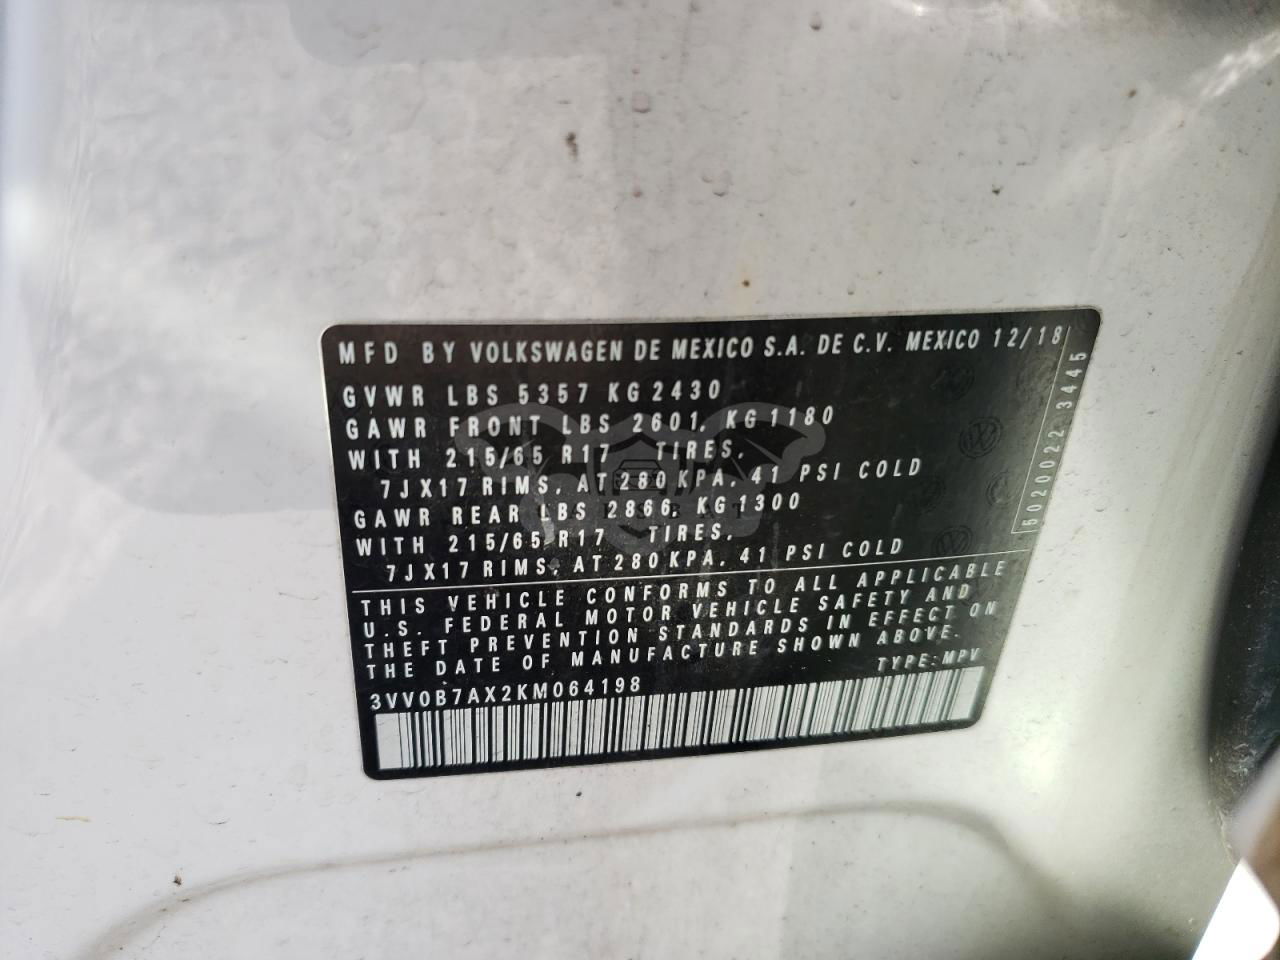 MFD BY VOLKSWAGEN DE MEXICO S.A. DE C.V. MEXICO 12/18
GVWR LBS 5357 KG 2430
GAWR FRONT LBS 2601, KG 1180
WITH 215/65 R17 TIRES,
7JX17 RIMS, AT 280 KPA, 41 PSI COLD
GAWR REAR LBS 2866, KG 1300
WITH 215/65 R17 TIRES,
7JX17 RIMS, AT 280 KPA, 41 PSI COLD
5020022 3445
THIS VEHICLE CONFORMS TO ALL APPLICABLE
U.S. FEDERAL MOTOR VEHICLE SAFETY AND
THEFT PREVENTION STANDARDS IN EFFECT ON
THE DATE OF MANUFACTURE SHOWN ABOVE.
TYPE: MPV
3VV0B7AX2KM064198